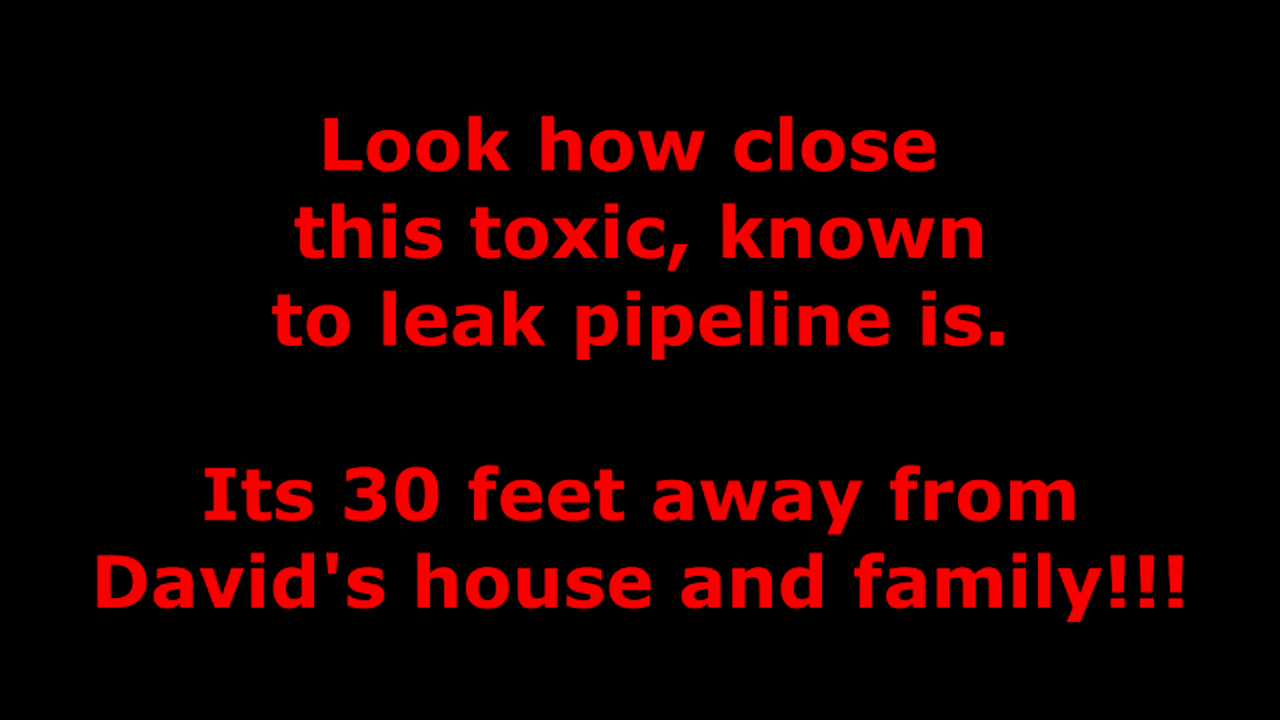 Look how close
this toxic, known
to leak pipeline is.
Its 30 feet away from
David's house and family!!!